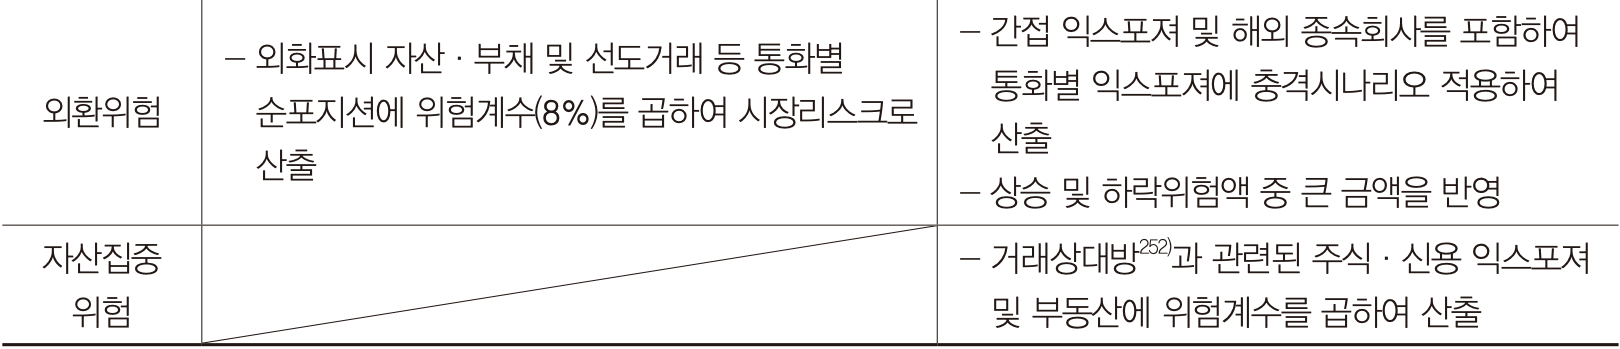 외환위험
– 외화표시 자산 · 부채 및 선도거래 등 통화별
순포지션에 위험계수(8%)를 곱하여 시장리스크로
산출
– 간접 익스포져 및 해외 종속회사를 포함하여
통화별 익스포져에 충격시나리오 적용하여
산출
– 상승 및 하락위험액 중 큰 금액을 반영
자산집중
위험
– 거래상대방252)과 관련된 주식 · 신용 익스포져
및 부동산에 위험계수를 곱하여 산출